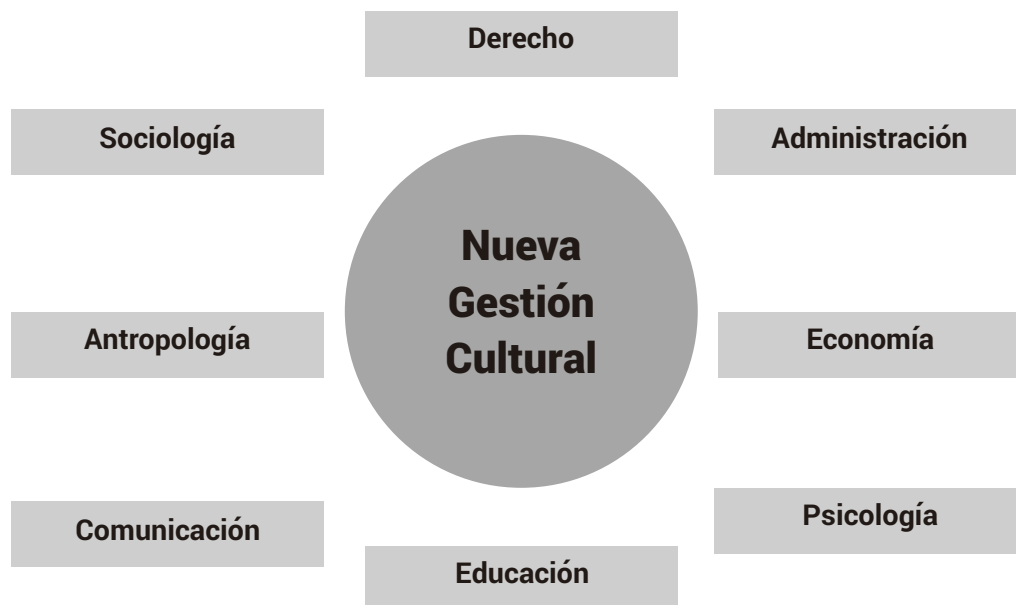 Derecho
Sociología
Administración
Nueva
Gestión
Cultural
Antropología
Economía
Comunicación
Psicología
Educación